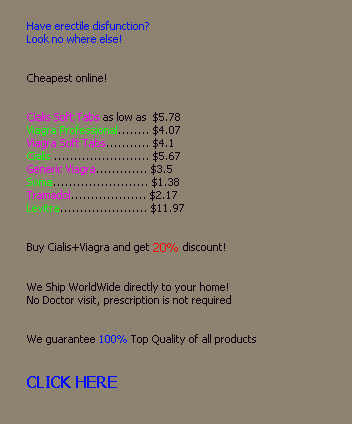 Have erectile disfunction?
Look no where else!
Cheapest online!
Cialis Soft Tabs as low as $5.78
Viagra Professional........ $4.07
Viagra Soft Tabs........... $4.1
Cialis........................ $5.67
Generic Viagra............. $3.5
Soma........................ $1.38
Tramadol................... $2.17
Levitra...................... $11.97
Buy Cialis+Viagra and get 20% discount!
We Ship WorldWide directly to your home!
No Doctor visit, prescription is not required
We guarantee 100% Top Quality of all products
CLICK HERE